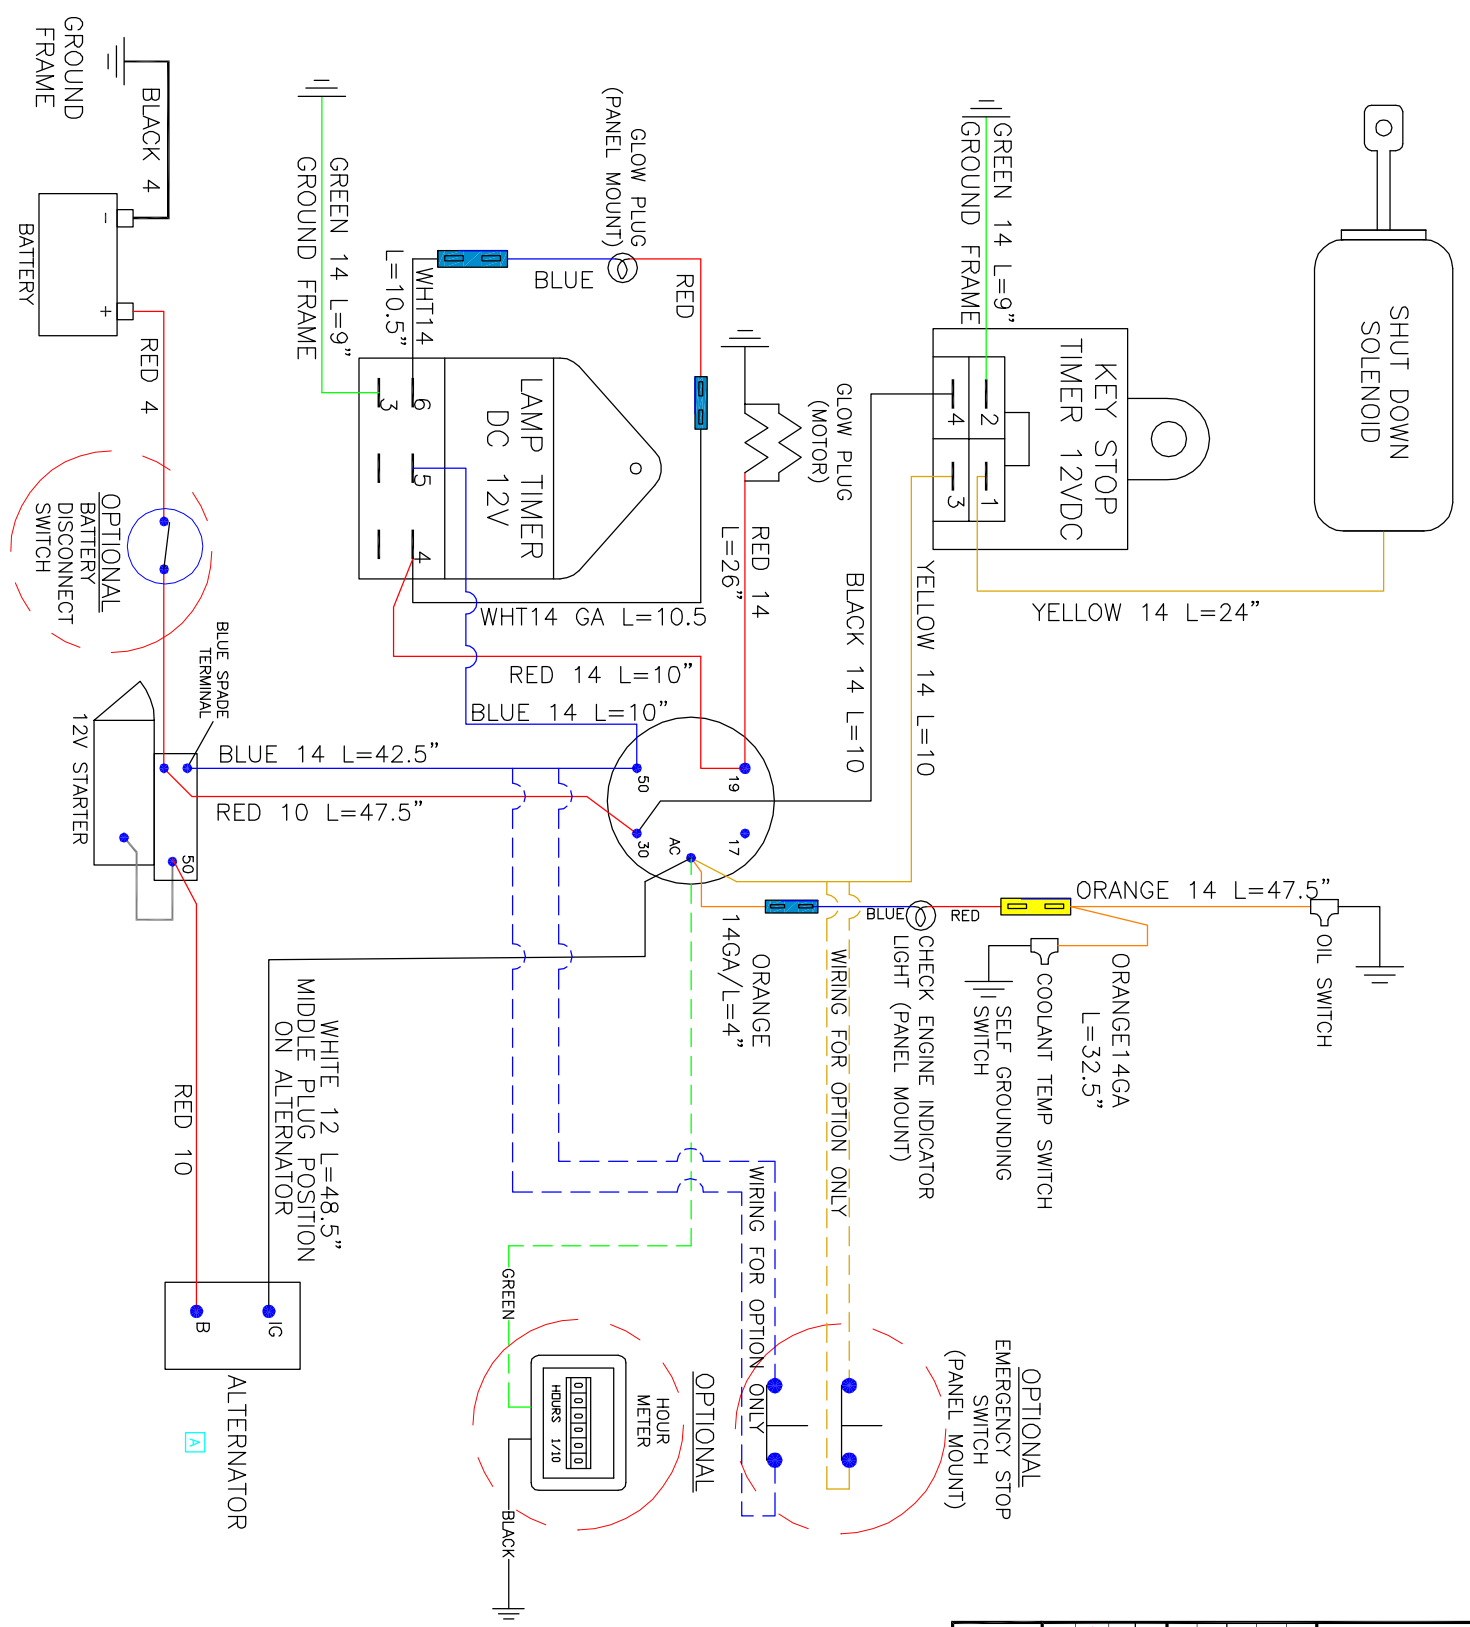 GROUND
FRAME
BLACK 4
-
+
BATTERY
RED 4
OPTIONAL
BATTERY
DISCONNECT
SWITCH
GREEN 14 L=9"
GROUND FRAME
GLOW PLUG
(PANEL MOUNT)
BLUE
RED
WHT14
L=10.5"
LAMP TIMER
DC 12V
6
3
5
4
WHT14 GA L=10.5
GLOW PLUG
(MOTOR)
RED 14
L=26"
RED 14 L=10"
BLUE 14 L=10"
GREEN 14 L=9"
GROUND FRAME
KEY STOP
TIMER 12VDC
2
4
1
3
SHUT DOWN
SOLENOID
YELLOW 14 L=24"
YELLOW 14 L=10
BLACK 14 L=10
BLUE SPADE
TERMINAL
12V STARTER
50
BLUE 14 L=42.5"
RED 10 L=47.5"
50
19
30
17
AC
ORANGE
14GA/L=4"
BLUE
RED
CHECK ENGINE INDICATOR
LIGHT (PANEL MOUNT)
ORANGE 14 L=47.5"
OIL SWITCH
ORANGE14GA
L=32.5"
COOLANT TEMP SWITCH
SELF GROUNDING
SWITCH
WIRING FOR OPTION ONLY
WIRING FOR OPTION ONLY
WHITE 12 L=48.5"
MIDDLE PLUG POSITION
ON ALTERNATOR
RED 10
IG
B
ALTERNATOR
A
GREEN
BLACK
000000
HOURS 1/10
HOUR
METER
OPTIONAL
OPTIONAL
EMERGENCY STOP
SWITCH
(PANEL MOUNT)